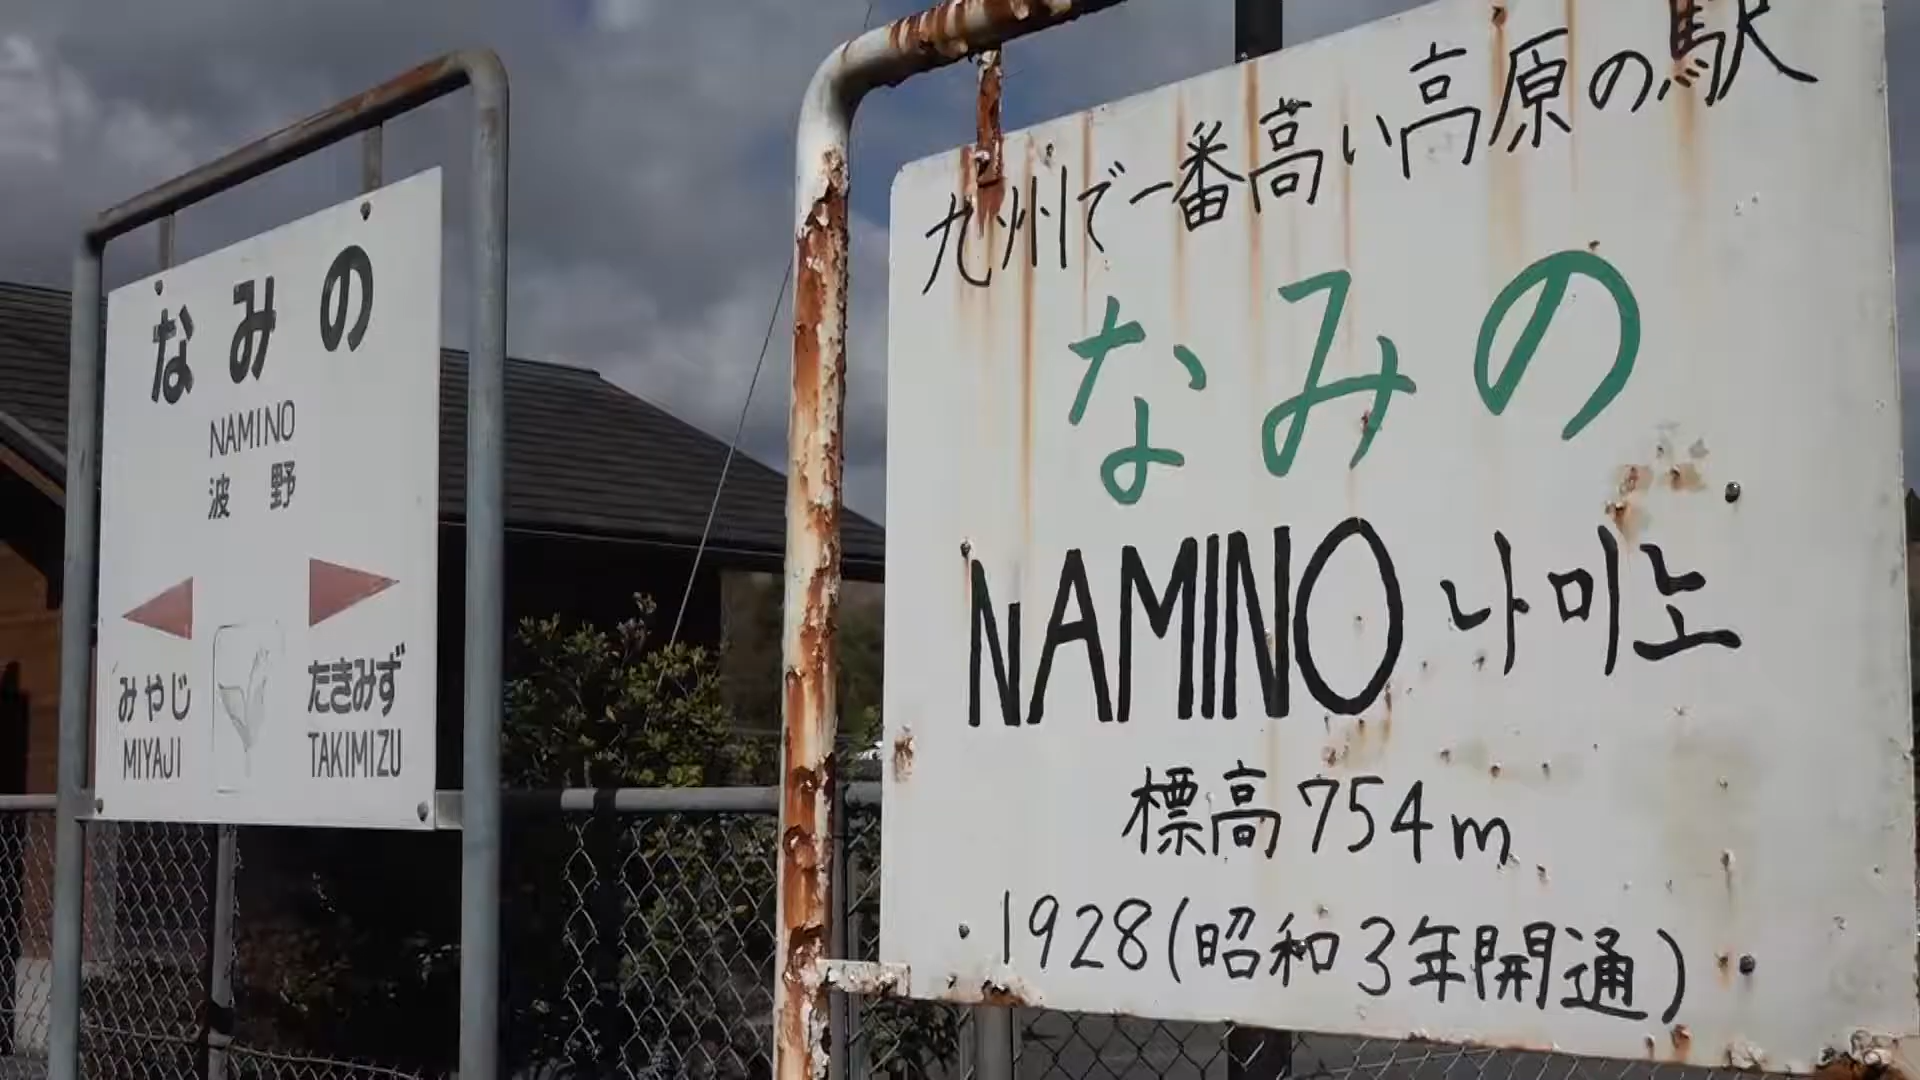 なみの
NAMINO
波野
みやじ
MIYAJI
たきみず
TAKIMIZU
九州で一番高い高原の駅
なみの
NAMINO 나미노
標高754m
1928(昭和3年開通)